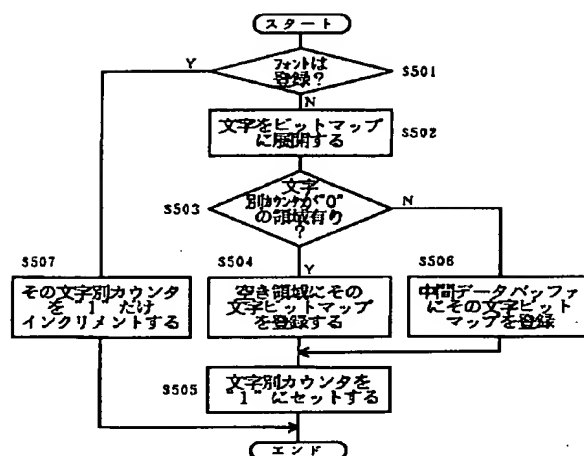 スタート
Y
フォントは
登録？
S501
N
文字をビットマップ
に展開する
S502
文字
別カウンタが“0”
の領域有り
？
S503
N
S507
S504
S506
Y
その文字別カウンタ
を“1”だけ
インクリメントする
空き領域にその
文字ビットマップ
を登録する
中間データバッファ
にその文字ビット
マップを登録
S505
文字別カウンタを
“1”にセットする
エンド